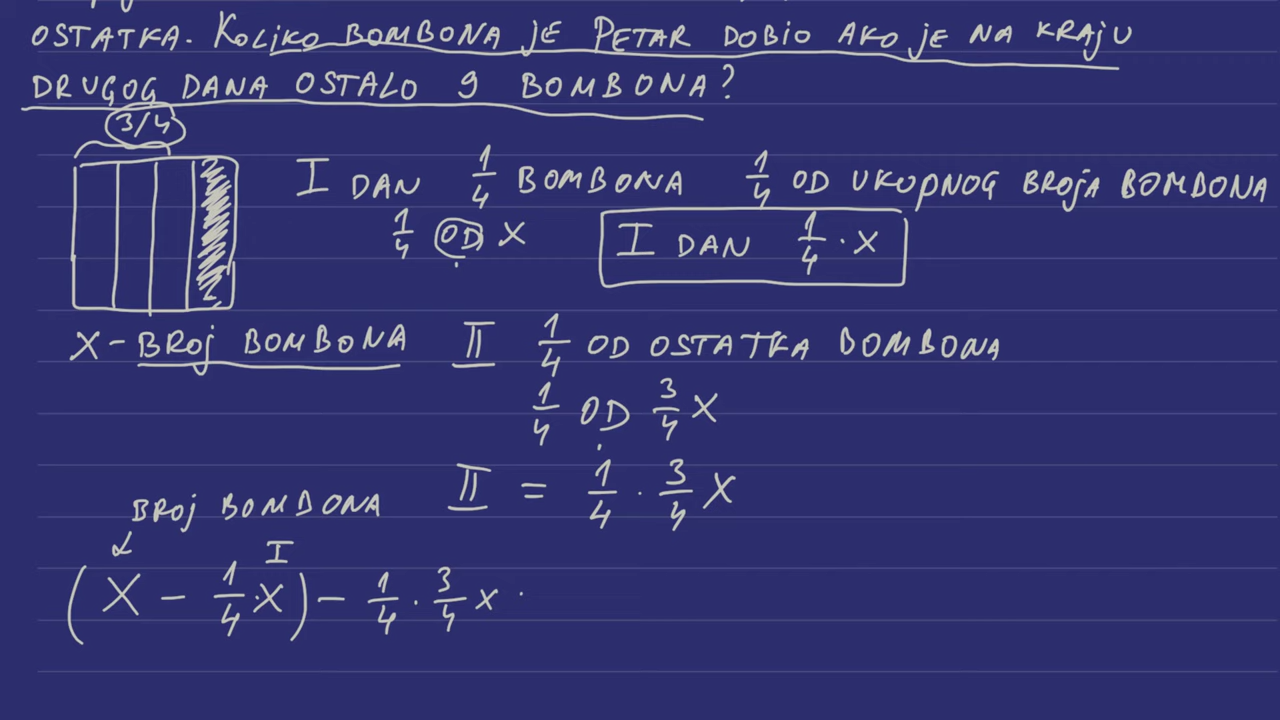 OSTATKA. KOLIKO BOMBONA JE PETAR DOBIO AKO JE NA KRAJU
DRUGOG DANA OSTALO 9 BOMBONA?
3/4
I DAN 1/4 BOMBONA 1/4 OD UKUPNOG BROJA BOMBONA
1/4 OD X I DAN 1/4 · X
X - BROJ BOMBONA II 1/4 OD OSTATKA BOMBONA
1/4 OD 3/4 X
II = 1/4 · 3/4 X
BROJ BOMBONA
I
(X - 1/4 · X) - 1/4 · 3/4 X